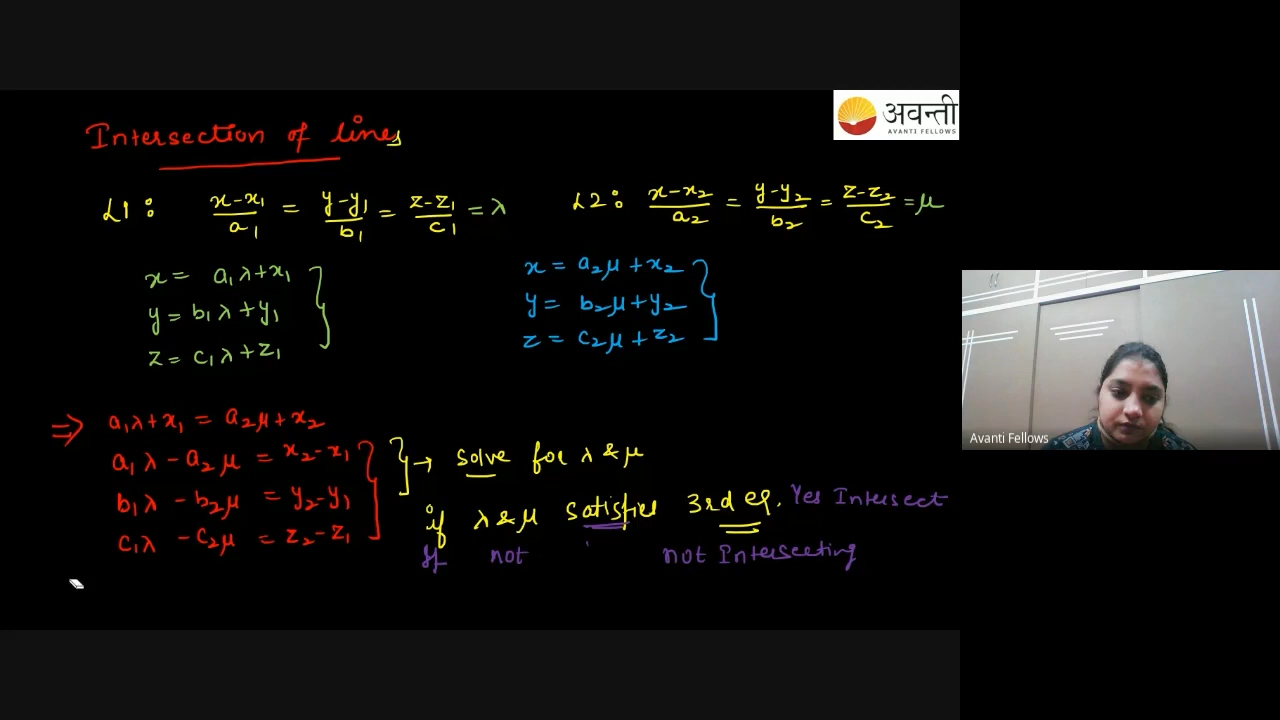 Intersection of lines
अवन्ती
AVANTI FELLOWS
L1 : x-x₁/a₁ = y-y₁/b₁ = z-z₁/c₁ = λ
L2 : x-x₂/a₂ = y-y₂/b₂ = z-z₂/c₂ = μ
x = a₁λ+x₁
y = b₁λ+y₁
z = c₁λ+z₁
x = a₂μ+x₂
y = b₂μ+y₂
z = c₂μ+z₂
⇒ a₁λ+x₁ = a₂μ+x₂
a₁λ - a₂μ = x₂-x₁
b₁λ - b₂μ = y₂-y₁
c₁λ - c₂μ = z₂-z₁
→ solve for λ & μ
if λ & μ satisfies 3rd eq. Yes Intersect
If not not Intersecting
Avanti Fellows